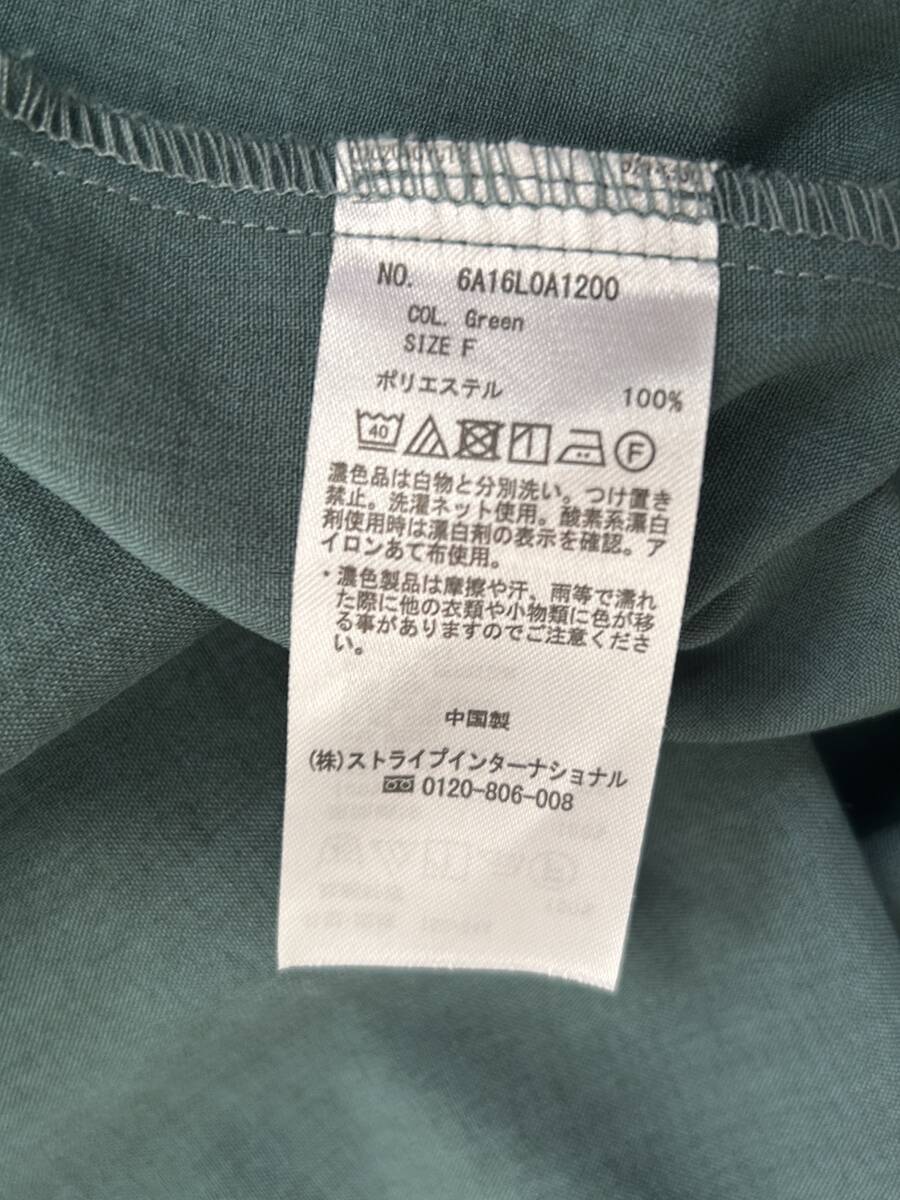 NO. 6A16L0A1200
COL. Green
SIZE F
ポリエステル 100%
40 F
濃色品は白物と分別洗い。つけ置き
禁止。洗濯ネット使用。酸素系漂白
剤使用時は漂白剤の表示を確認。ア
イロンあて布使用。
・濃色製品は摩擦や汗、雨等で濡れ
た際に他の衣類や小物類に色が移
る事がありますのでご注意くださ
い。
中国製
(株)ストライプインターナショナル
0120-806-008